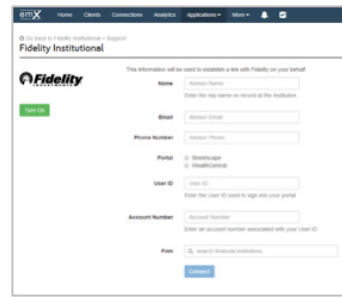 emX Home Clients Connections Analytics Applications More
Go back to Fidelity Institutional - Support
Fidelity Institutional
This information will be used to establish a link with Fidelity on your behalf.
Fidelity
INVESTMENTS
Turn On
Name Advisor Name
Enter the rep name on record at the institution
Email Advisor Email
Phone Number Advisor Phone
Portal Streetscape
WealthCentral
User ID User ID
Enter the User ID used to sign into your portal
Account Number Account Number
Enter an account number associated with your User ID
Firm search financial institutions
Connect